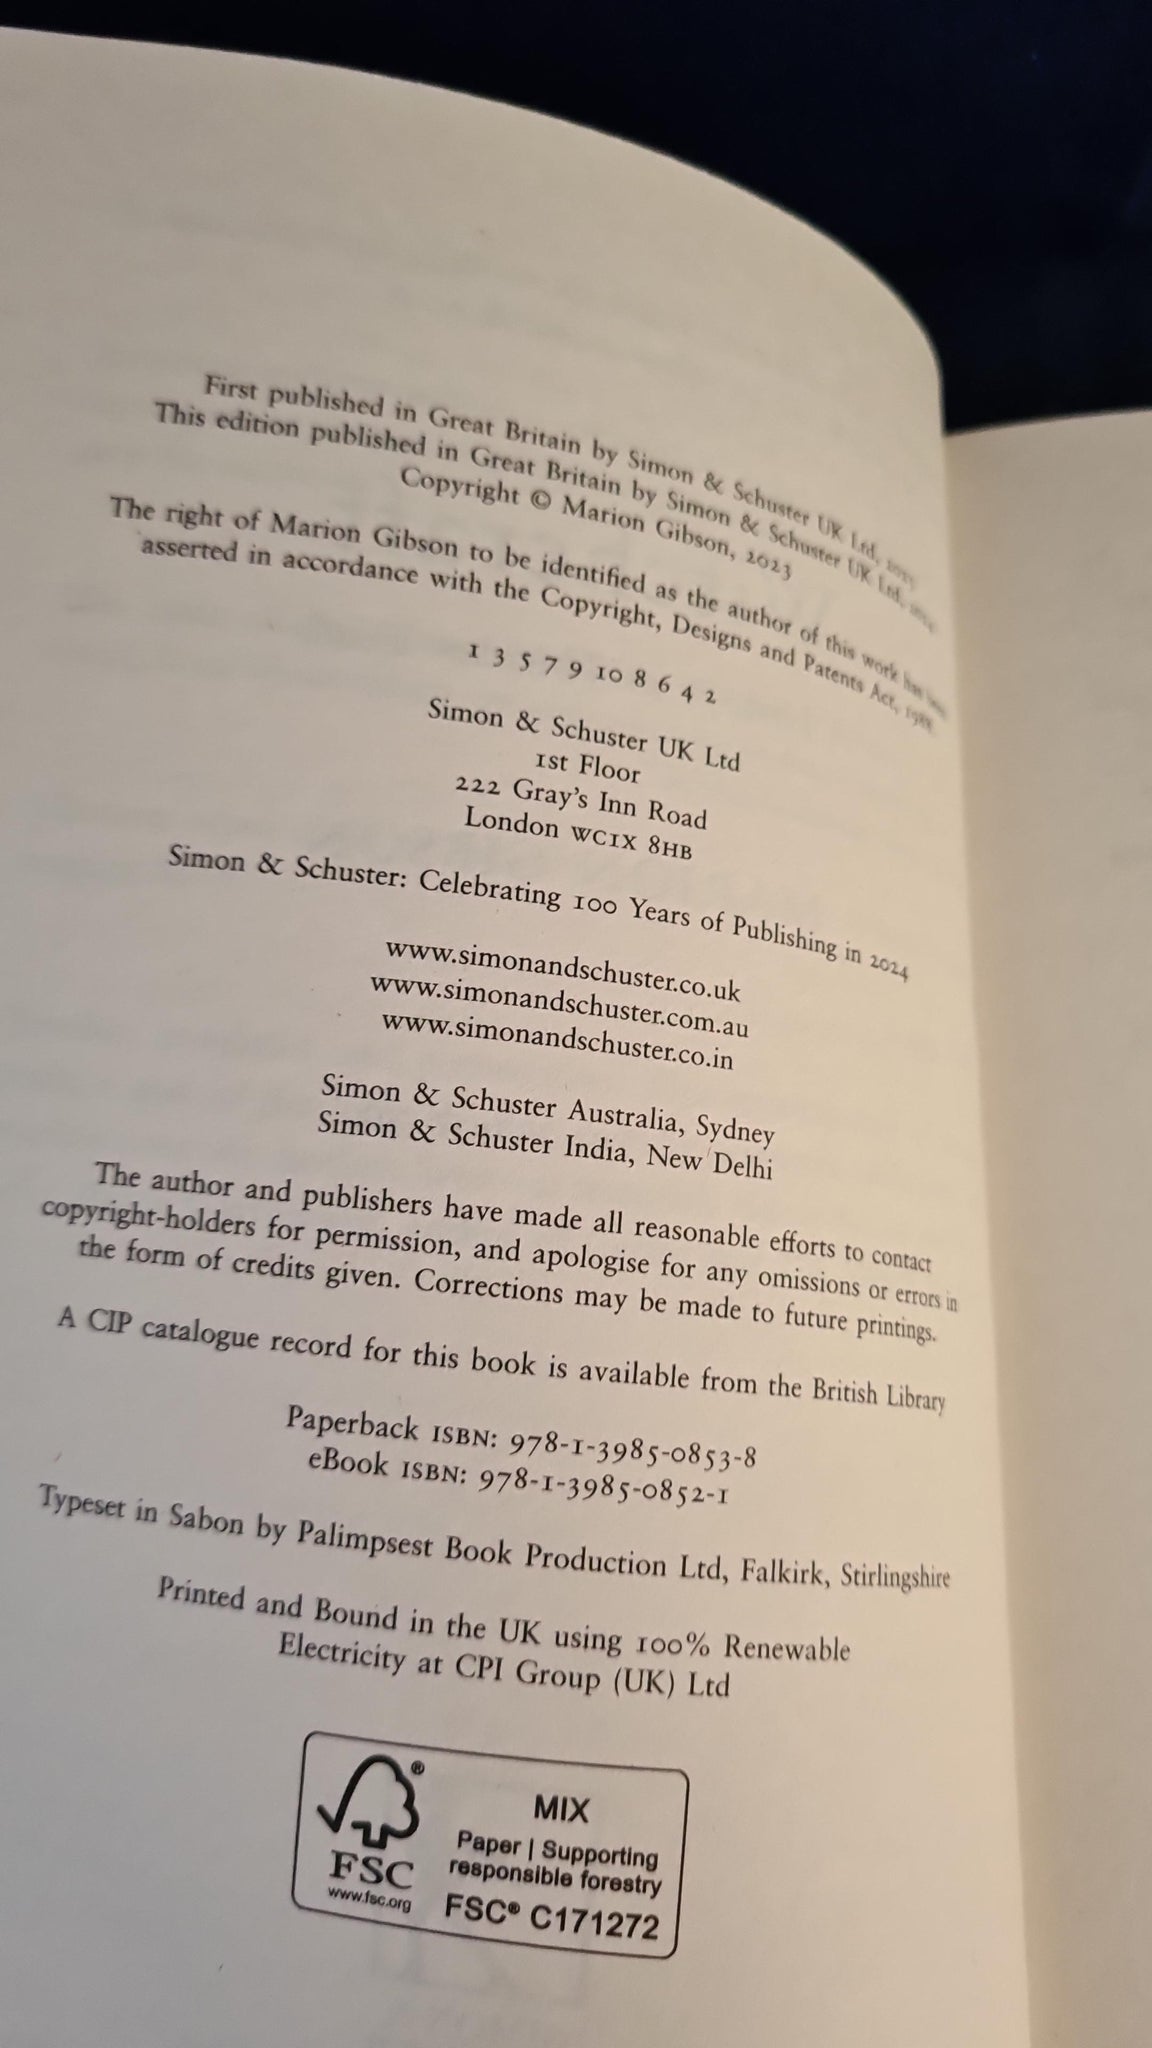 First published in Great Britain by Simon & Schuster UK Ltd, 2023
This edition published in Great Britain by Simon & Schuster UK Ltd, 2024
Copyright © Marion Gibson, 2023
The right of Marion Gibson to be identified as the author of this work has been
asserted in accordance with the Copyright, Designs and Patents Act, 1988.
1 3 5 7 9 10 8 6 4 2
Simon & Schuster UK Ltd
1st Floor
222 Gray's Inn Road
London WC1X 8HB
Simon & Schuster: Celebrating 100 Years of Publishing in 2024
www.simonandschuster.co.uk
www.simonandschuster.com.au
www.simonandschuster.co.in
Simon & Schuster Australia, Sydney
Simon & Schuster India, New Delhi
The author and publishers have made all reasonable efforts to contact
copyright-holders for permission, and apologise for any omissions or errors in
the form of credits given. Corrections may be made to future printings.
A CIP catalogue record for this book is available from the British Library
Paperback ISBN: 978-1-3985-0853-8
eBook ISBN: 978-1-3985-0852-1
Typeset in Sabon by Palimpsest Book Production Ltd, Falkirk, Stirlingshire
Printed and Bound in the UK using 100% Renewable
Electricity at CPI Group (UK) Ltd
®
FSC
www.fsc.org
MIX
Paper | Supporting
responsible forestry
FSC® C171272